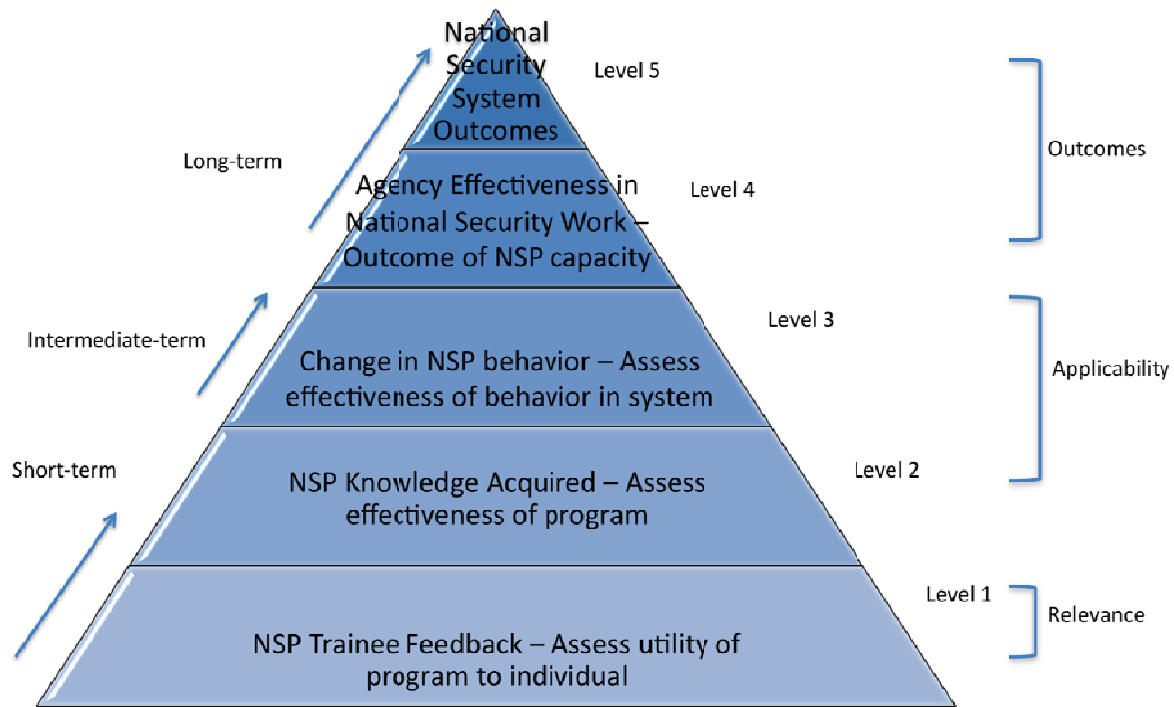 National
Security
System
Outcomes
Level 5
Outcomes
Long-term
Agency Effectiveness in
National Security Work –
Outcome of NSP capacity
Level 4
Intermediate-term
Level 3
Applicability
Change in NSP behavior – Assess
effectiveness of behavior in system
Short-term
Level 2
NSP Knowledge Acquired – Assess
effectiveness of program
Level 1
Relevance
NSP Trainee Feedback – Assess utility of
program to individual